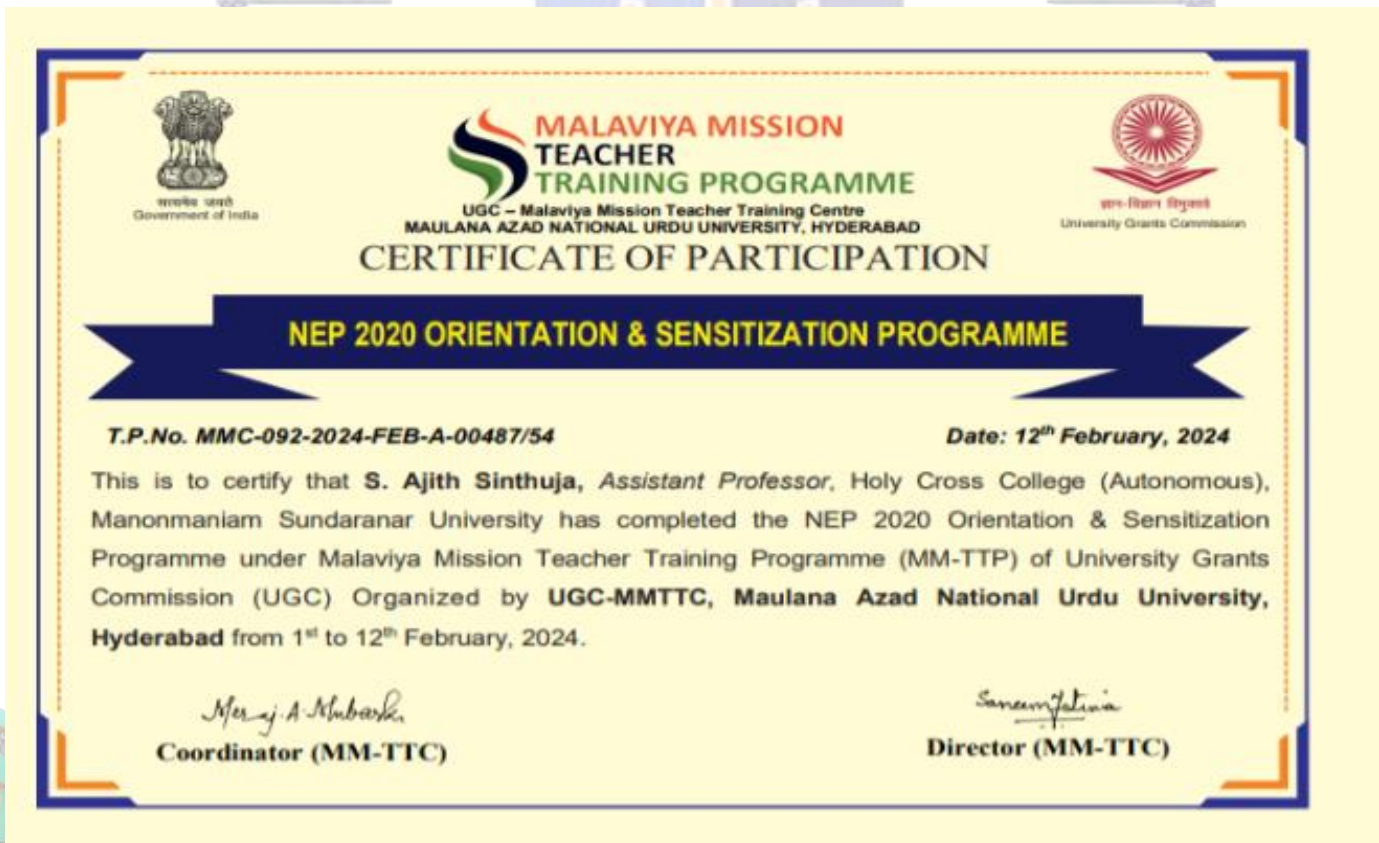 सत्यमेव जयते
Government of India
MALAVIYA MISSION
TEACHER
TRAINING PROGRAMME
UGC – Malaviya Mission Teacher Training Centre
MAULANA AZAD NATIONAL URDU UNIVERSITY, HYDERABAD
ज्ञान-विज्ञान विमुक्तये
University Grants Commission
CERTIFICATE OF PARTICIPATION
NEP 2020 ORIENTATION & SENSITIZATION PROGRAMME
T.P.No. MMC-092-2024-FEB-A-00487/54 Date: 12th February, 2024
This is to certify that S. Ajith Sinthuja, Assistant Professor, Holy Cross College (Autonomous),
Manonmaniam Sundaranar University has completed the NEP 2020 Orientation & Sensitization
Programme under Malaviya Mission Teacher Training Programme (MM-TTP) of University Grants
Commission (UGC) Organized by UGC-MMTTC, Maulana Azad National Urdu University,
Hyderabad from 1st to 12th February, 2024.
Coordinator (MM-TTC) Director (MM-TTC)